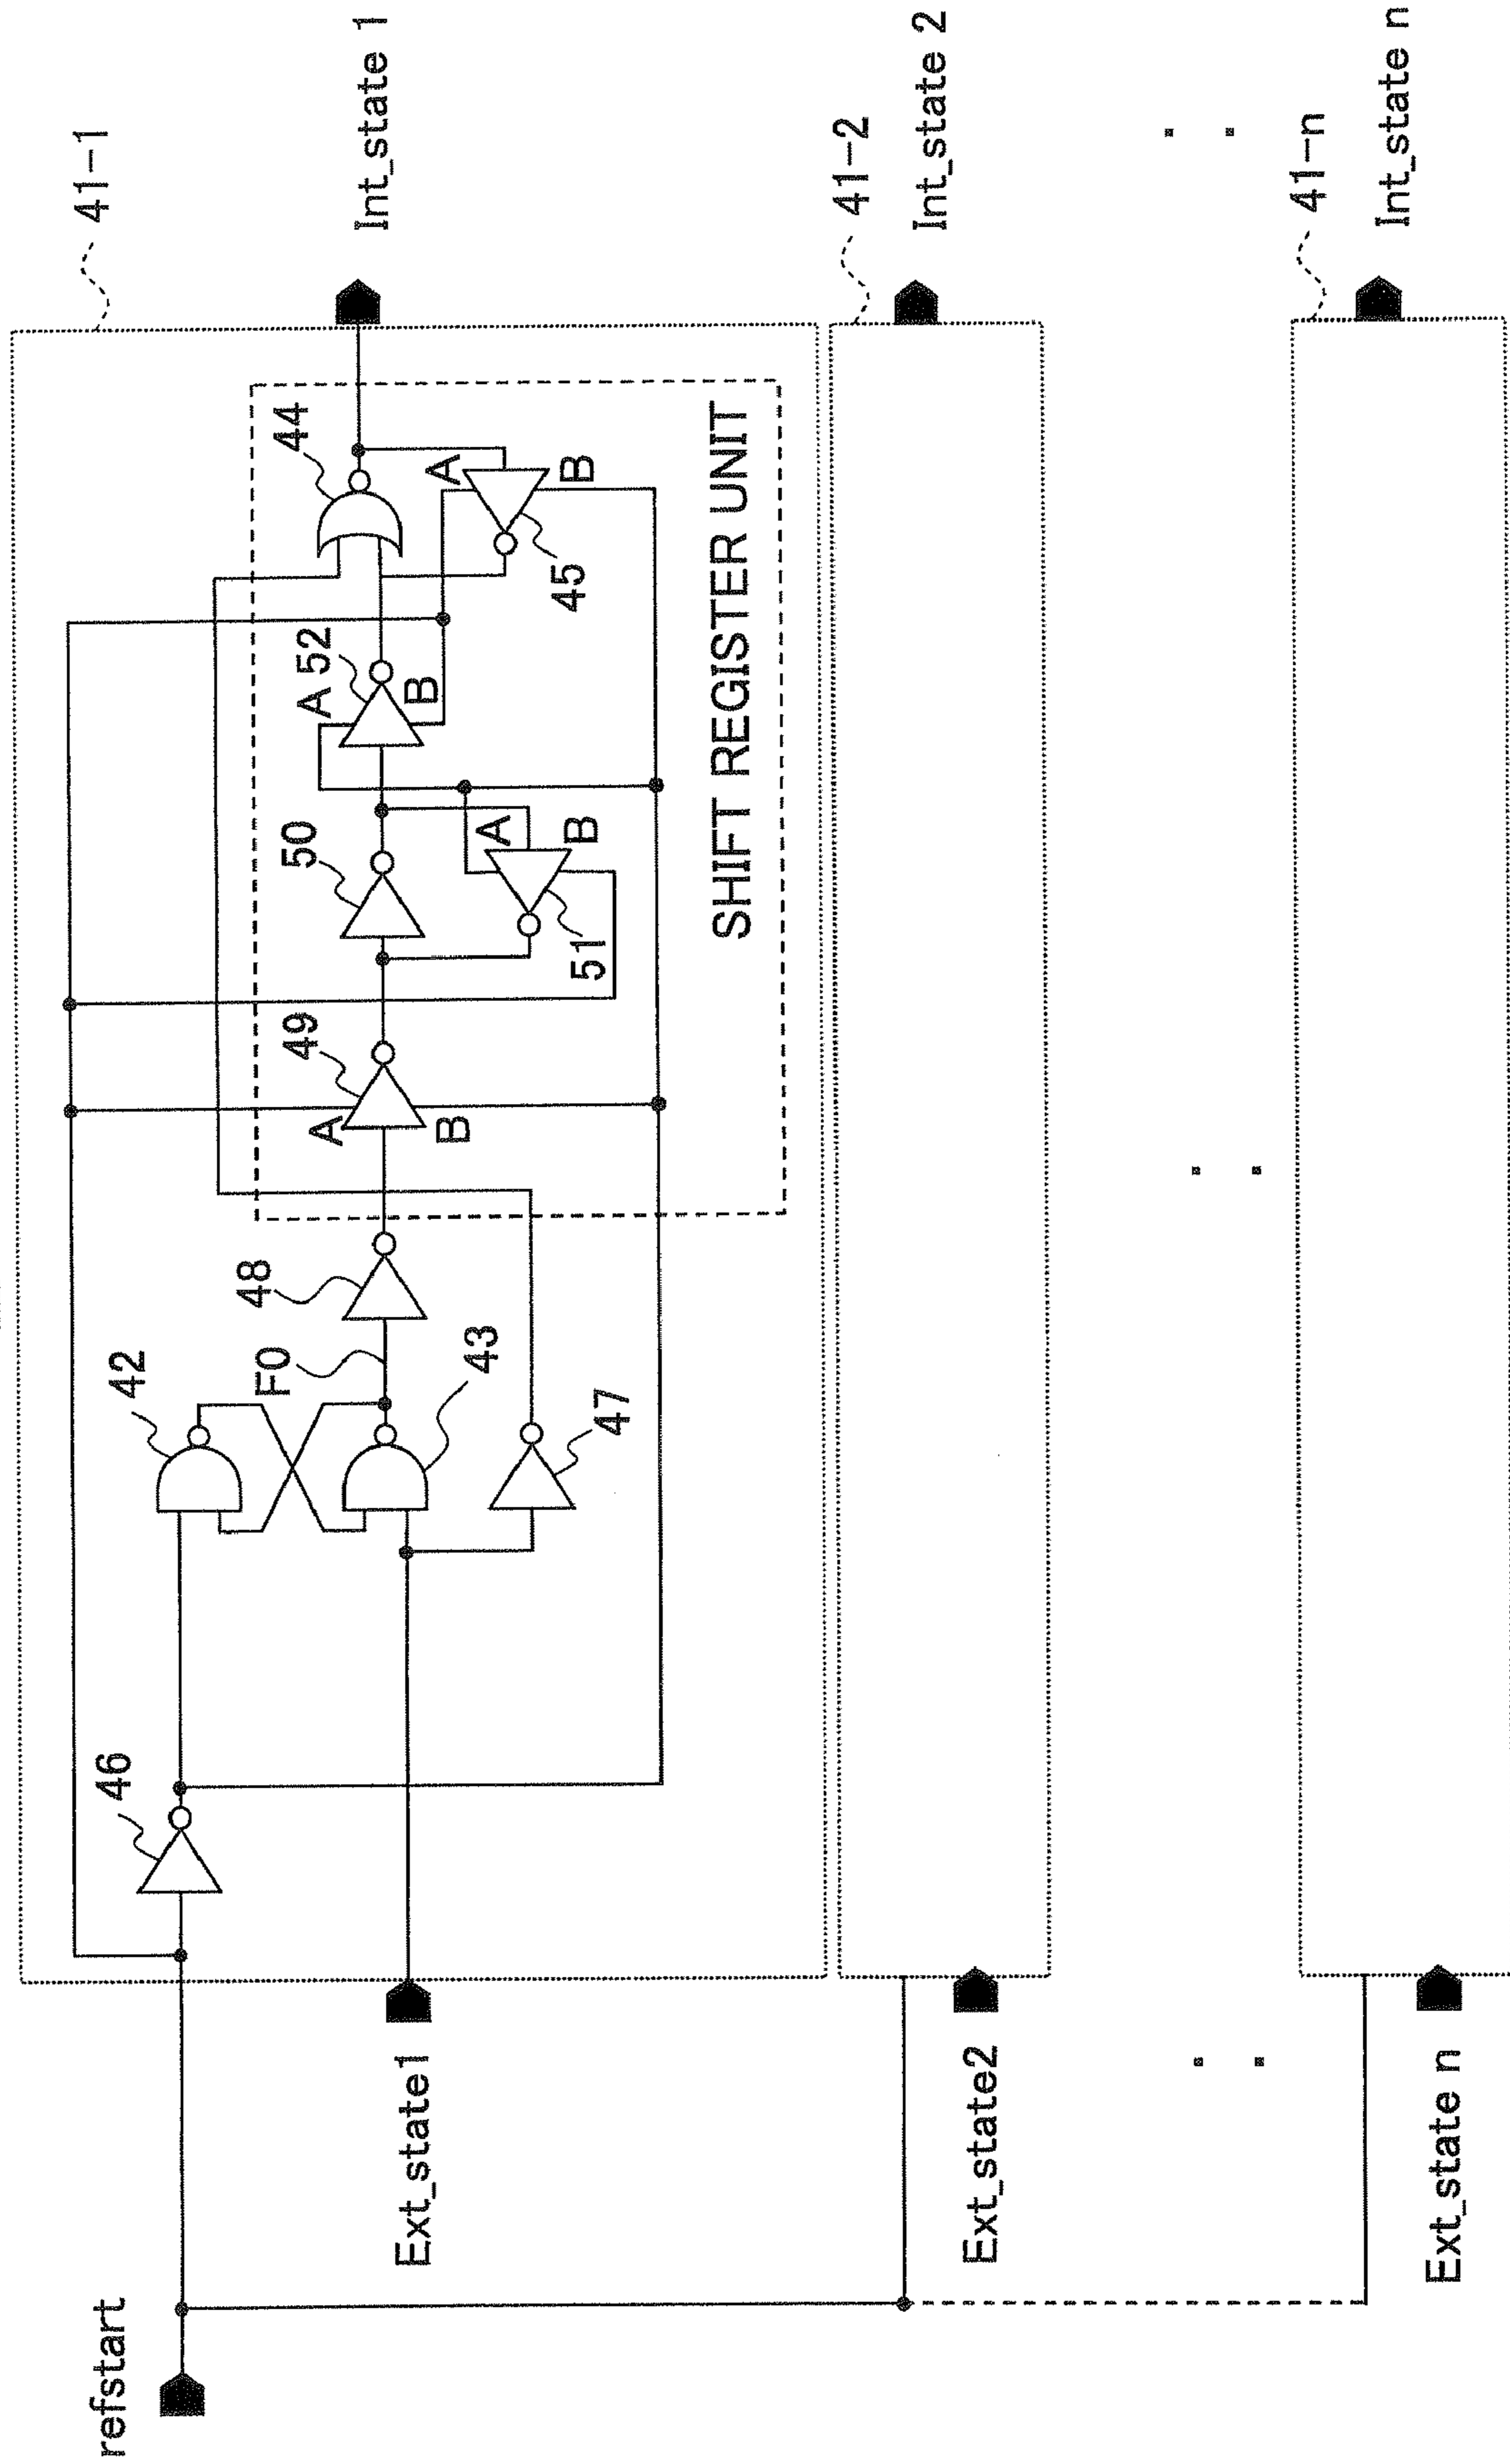 refstart
46
42
F0
48
43
47
49
A
B
50
51
A
B
52
A
B
44
45
A
B
SHIFT REGISTER UNIT
41-1
Ext_state1
Int_state 1
41-2
Ext_state2
Int_state 2
41-n
Ext_state n
Int_state n